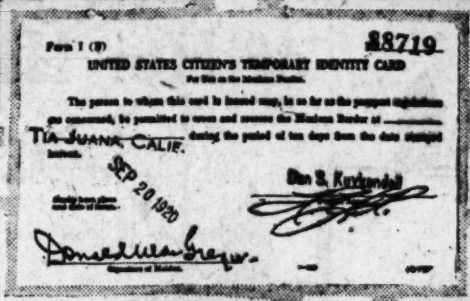 Form 1 (B)
88719
UNITED STATES CITIZEN'S TEMPORARY IDENTITY CARD
For Use on the Mexican Border.
The person to whom this card is issued may, in so far as the passport regulations
are concerned, be permitted to cross and recross the Mexican Border at
TIA JUANA, CALIF. during the period of ten days from the date stamped
hereon.
SEP 20 1920
Dan S. Kuykendall
Signature of Holder.